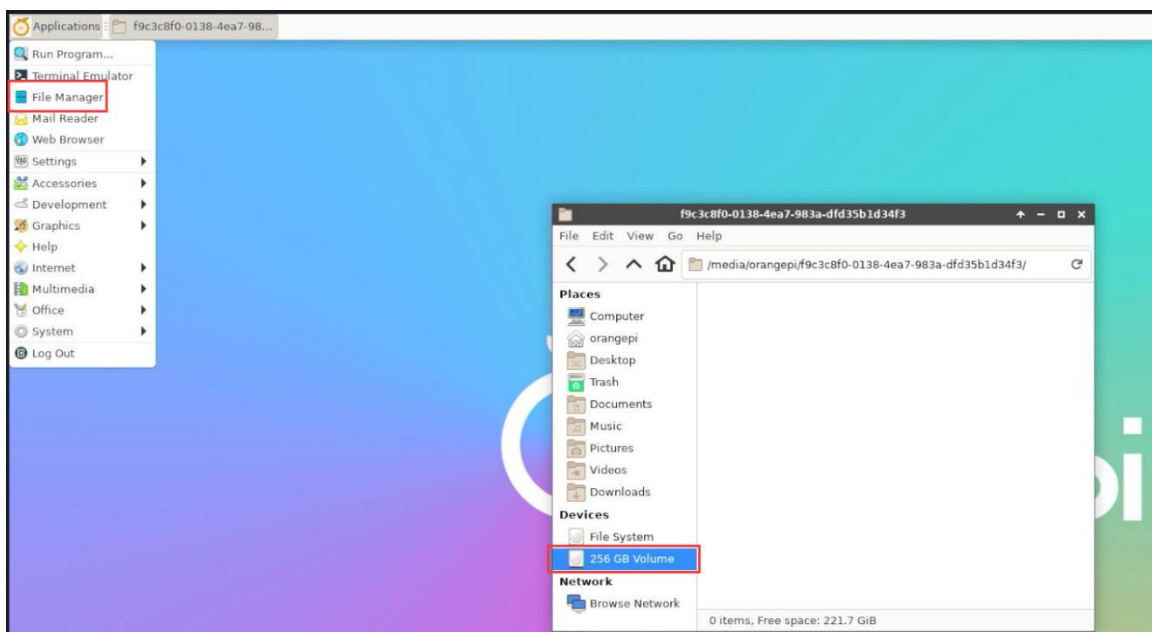 Applications f9c3c8f0-0138-4ea7-98...
Run Program...
Terminal Emulator
File Manager
Mail Reader
Web Browser
Settings
Accessories
Development
Graphics
Help
Internet
Multimedia
Office
System
Log Out
f9c3c8f0-0138-4ea7-983a-dfd35b1d34f3
File Edit View Go Help
/media/orangepi/f9c3c8f0-0138-4ea7-983a-dfd35b1d34f3/
Places
Computer
orangepi
Desktop
Trash
Documents
Music
Pictures
Videos
Downloads
Devices
File System
256 GB Volume
Network
Browse Network
0 items, Free space: 221.7 GiB
pi